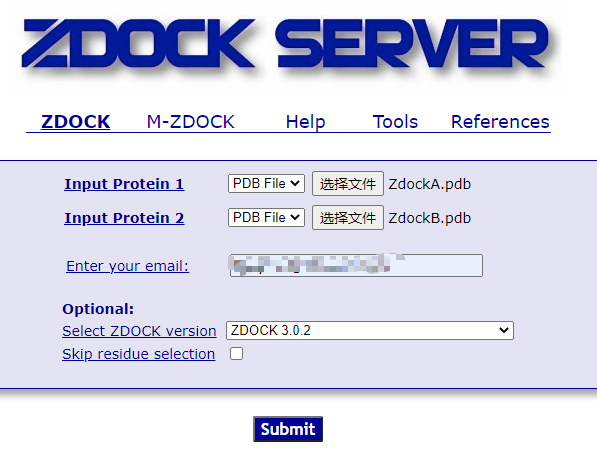 ZDOCK SERVER
ZDOCK M-ZDOCK Help Tools References
Input Protein 1 PDB File 选择文件 ZdockA.pdb
Input Protein 2 PDB File 选择文件 ZdockB.pdb
Enter your email:
Optional:
Select ZDOCK version ZDOCK 3.0.2
Skip residue selection
Submit